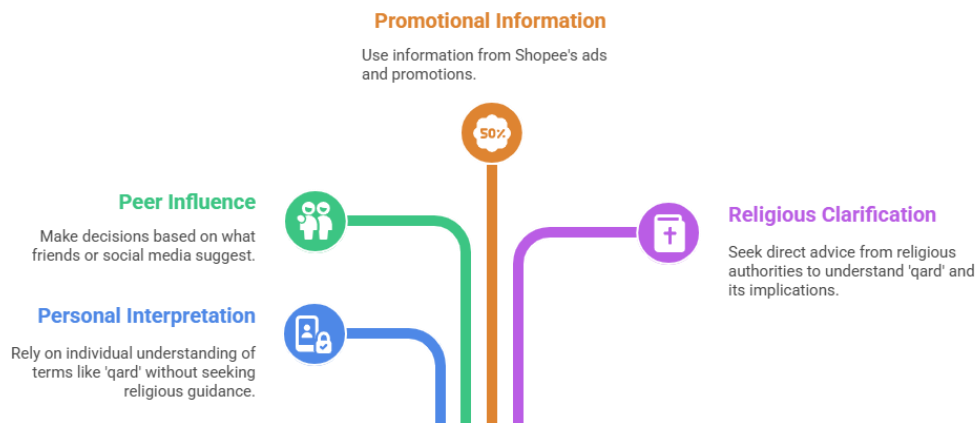 Promotional Information
Use information from Shopee's ads
and promotions.
50%
Peer Influence
Make decisions based on what
friends or social media suggest.
Religious Clarification
Seek direct advice from religious
authorities to understand 'qard' and
its implications.
Personal Interpretation
Rely on individual understanding of
terms like 'qard' without seeking
religious guidance.